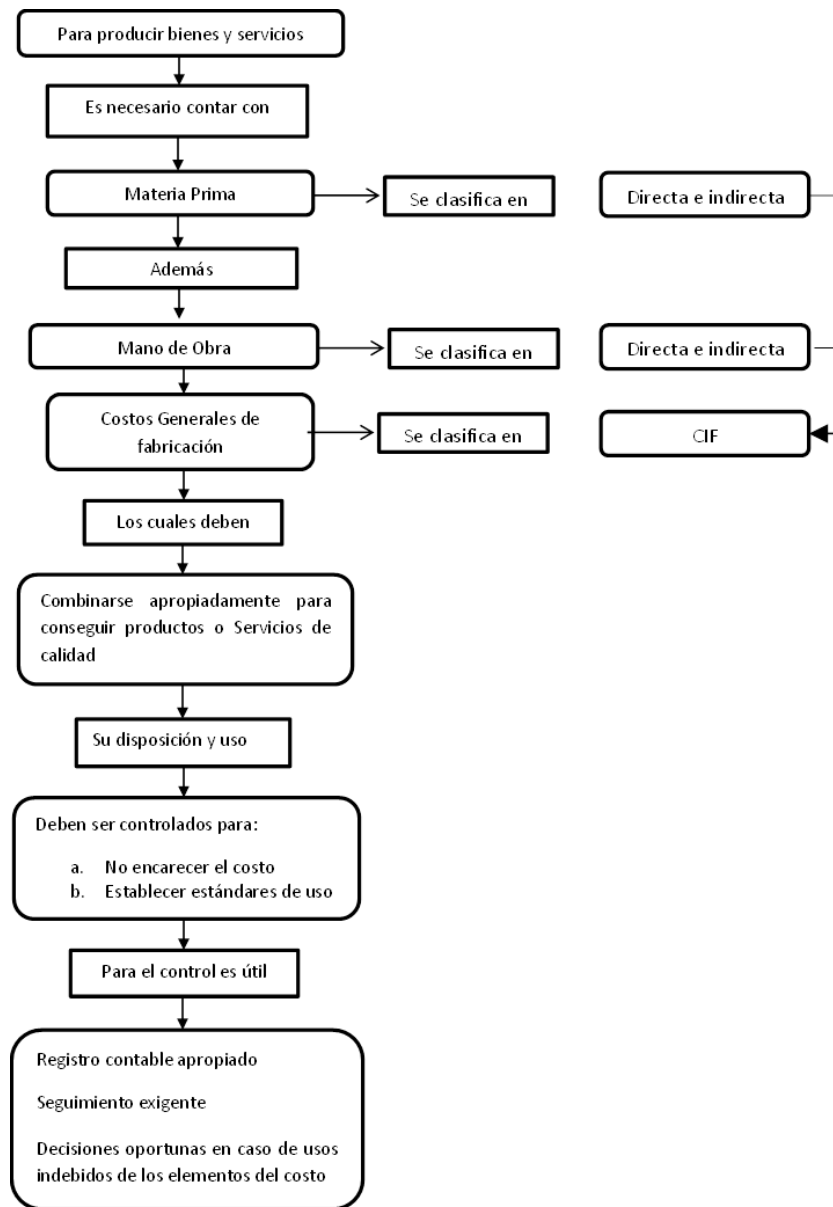 Para producir bienes y servicios
Es necesario contar con
Materia Prima
Se clasifica en
Directa e indirecta
Además
Mano de Obra
Se clasifica en
Directa e indirecta
Costos Generales de
fabricación
Se clasifica en
CIF
Los cuales deben
Combinarse apropiadamente para
conseguir productos o Servicios de
calidad
Su disposición y uso
Deben ser controlados para:
a. No encarecer el costo
b. Establecer estándares de uso
Para el control es útil
Registro contable apropiado
Seguimiento exigente
Decisiones oportunas en caso de usos
indebidos de los elementos del costo